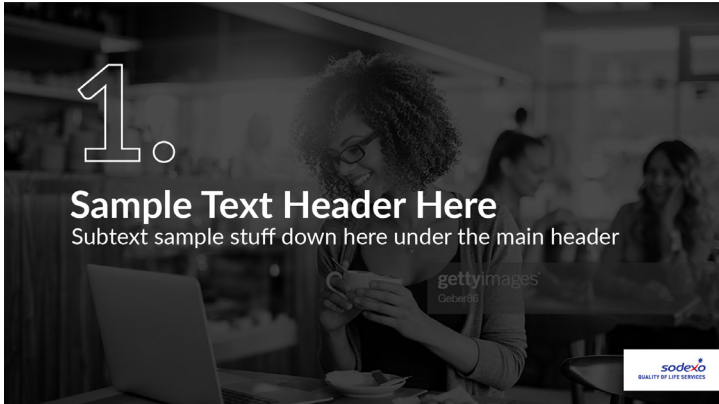 1.
Sample Text Header Here
Subtext sample stuff down here under the main header
gettyimages®
Geber86
sodexo
QUALITY OF LIFE SERVICES